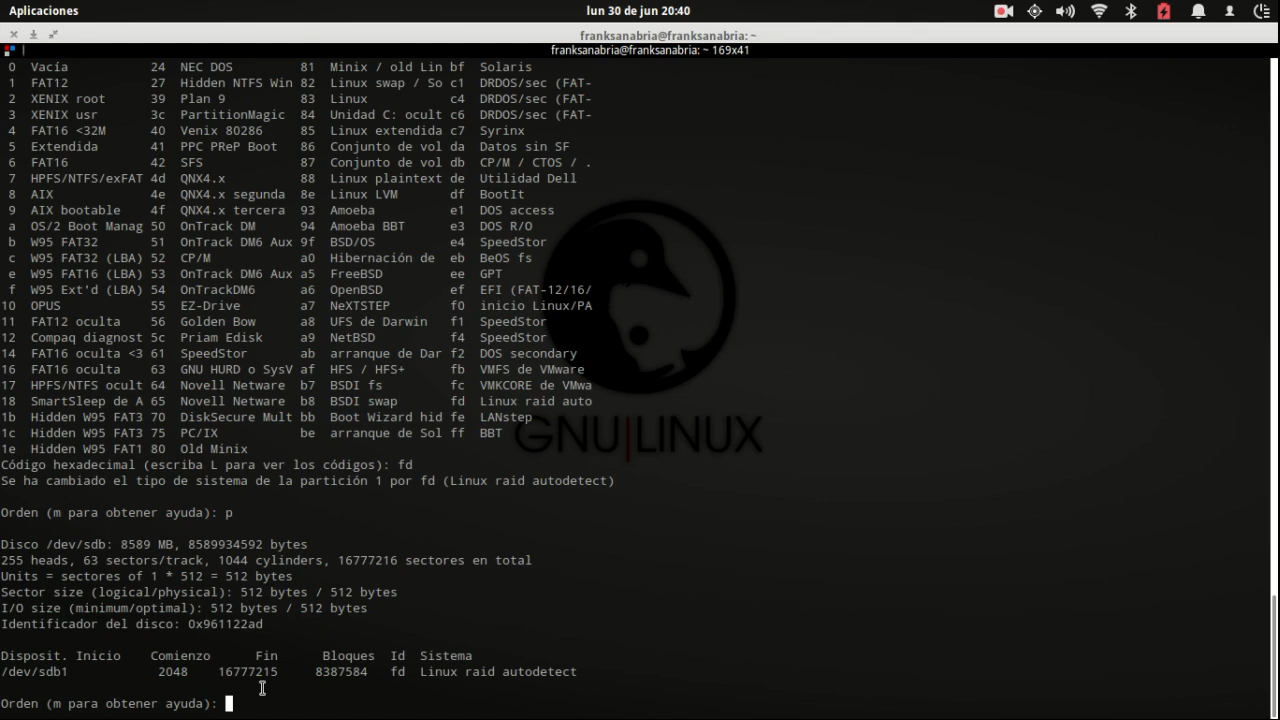 Aplicaciones
lun 30 de jun 20:40
franksanabria@franksanabria: ~
franksanabria@franksanabria: ~ 169x41
0 Vacía 24 NEC DOS 81 Minix / old Lin bf Solaris
1 FAT12 27 Hidden NTFS Win 82 Linux swap / So c1 DRDOS/sec (FAT-
2 XENIX root 39 Plan 9 83 Linux c4 DRDOS/sec (FAT-
3 XENIX usr 3c PartitionMagic 84 Unidad C: ocult c6 DRDOS/sec (FAT-
4 FAT16 <32M 40 Venix 80286 85 Linux extendida c7 Syrinx
5 Extendida 41 PPC PReP Boot 86 Conjunto de vol da Datos sin SF
6 FAT16 42 SFS 87 Conjunto de vol db CP/M / CTOS / .
7 HPFS/NTFS/exFAT 4d QNX4.x 88 Linux plaintext de Utilidad Dell
8 AIX 4e QNX4.x segunda 8e Linux LVM df BootIt
9 AIX bootable 4f QNX4.x tercera 93 Amoeba e1 DOS access
a OS/2 Boot Manag 50 OnTrack DM 94 Amoeba BBT e3 DOS R/O
b W95 FAT32 51 OnTrack DM6 Aux 9f BSD/OS e4 SpeedStor
c W95 FAT32 (LBA) 52 CP/M a0 Hibernación de eb BeOS fs
e W95 FAT16 (LBA) 53 OnTrack DM6 Aux a5 FreeBSD ee GPT
f W95 Ext'd (LBA) 54 OnTrackDM6 a6 OpenBSD ef EFI (FAT-12/16/
10 OPUS 55 EZ-Drive a7 NeXTSTEP f0 inicio Linux/PA
11 FAT12 oculta 56 Golden Bow a8 UFS de Darwin f1 SpeedStor
12 Compaq diagnost 5c Priam Edisk a9 NetBSD f4 SpeedStor
14 FAT16 oculta <3 61 SpeedStor ab arranque de Dar f2 DOS secondary
16 FAT16 oculta 63 GNU HURD o SysV af HFS / HFS+ fb VMFS de VMware
17 HPFS/NTFS ocult 64 Novell Netware b7 BSDI fs fc VMKCORE de VMwa
18 SmartSleep de A 65 Novell Netware b8 BSDI swap fd Linux raid auto
1b Hidden W95 FAT3 70 DiskSecure Mult bb Boot Wizard hid fe LANstep
1c Hidden W95 FAT3 75 PC/IX be arranque de Sol ff BBT
1e Hidden W95 FAT1 80 Old Minix
GNU|LINUX
Código hexadecimal (escriba L para ver los códigos): fd
Se ha cambiado el tipo de sistema de la partición 1 por fd (Linux raid autodetect)
Orden (m para obtener ayuda): p
Disco /dev/sdb: 8589 MB, 8589934592 bytes
255 heads, 63 sectors/track, 1044 cylinders, 16777216 sectores en total
Units = sectores of 1 * 512 = 512 bytes
Sector size (logical/physical): 512 bytes / 512 bytes
I/O size (minimum/optimal): 512 bytes / 512 bytes
Identificador del disco: 0x961122ad
Disposit. Inicio Comienzo Fin Bloques Id Sistema
/dev/sdb1 2048 16777215 8387584 fd Linux raid autodetect
Orden (m para obtener ayuda):